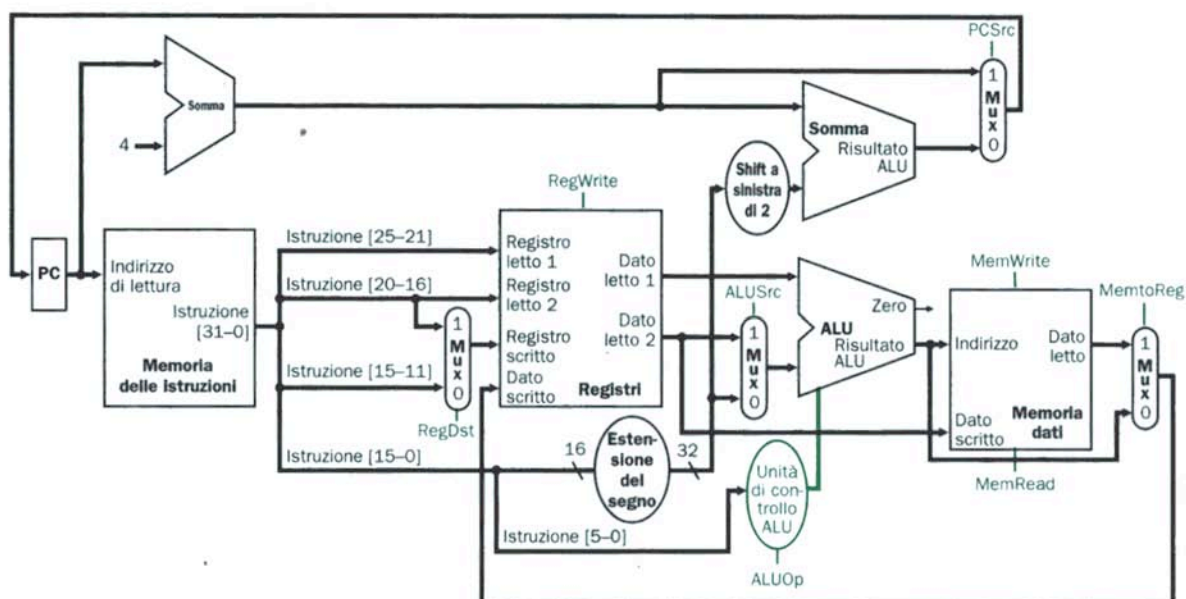 PCSrc
1
Mux
0
Somma
4
Somma
Risultato
ALU
Shift a
sinistra
di 2
RegWrite
PC
Indirizzo
di lettura
Istruzione
[31–0]
Memoria
delle istruzioni
Istruzione [25–21]
Istruzione [20–16]
Istruzione [15–11]
Istruzione [15–0]
Istruzione [5–0]
1
Mux
0
RegDst
Registro
letto 1
Registro
letto 2
Registro
scritto
Dato
scritto
Dato
letto 1
Dato
letto 2
Registri
16
Esten-
sione
del
segno
32
ALUSrc
1
Mux
0
Zero
ALU
Risultato
ALU
Unità
di con-
trollo
ALU
ALUOp
MemWrite
Indirizzo
Dato
letto
Dato
scritto
Memoria
dati
MemRead
MemtoReg
1
Mux
0